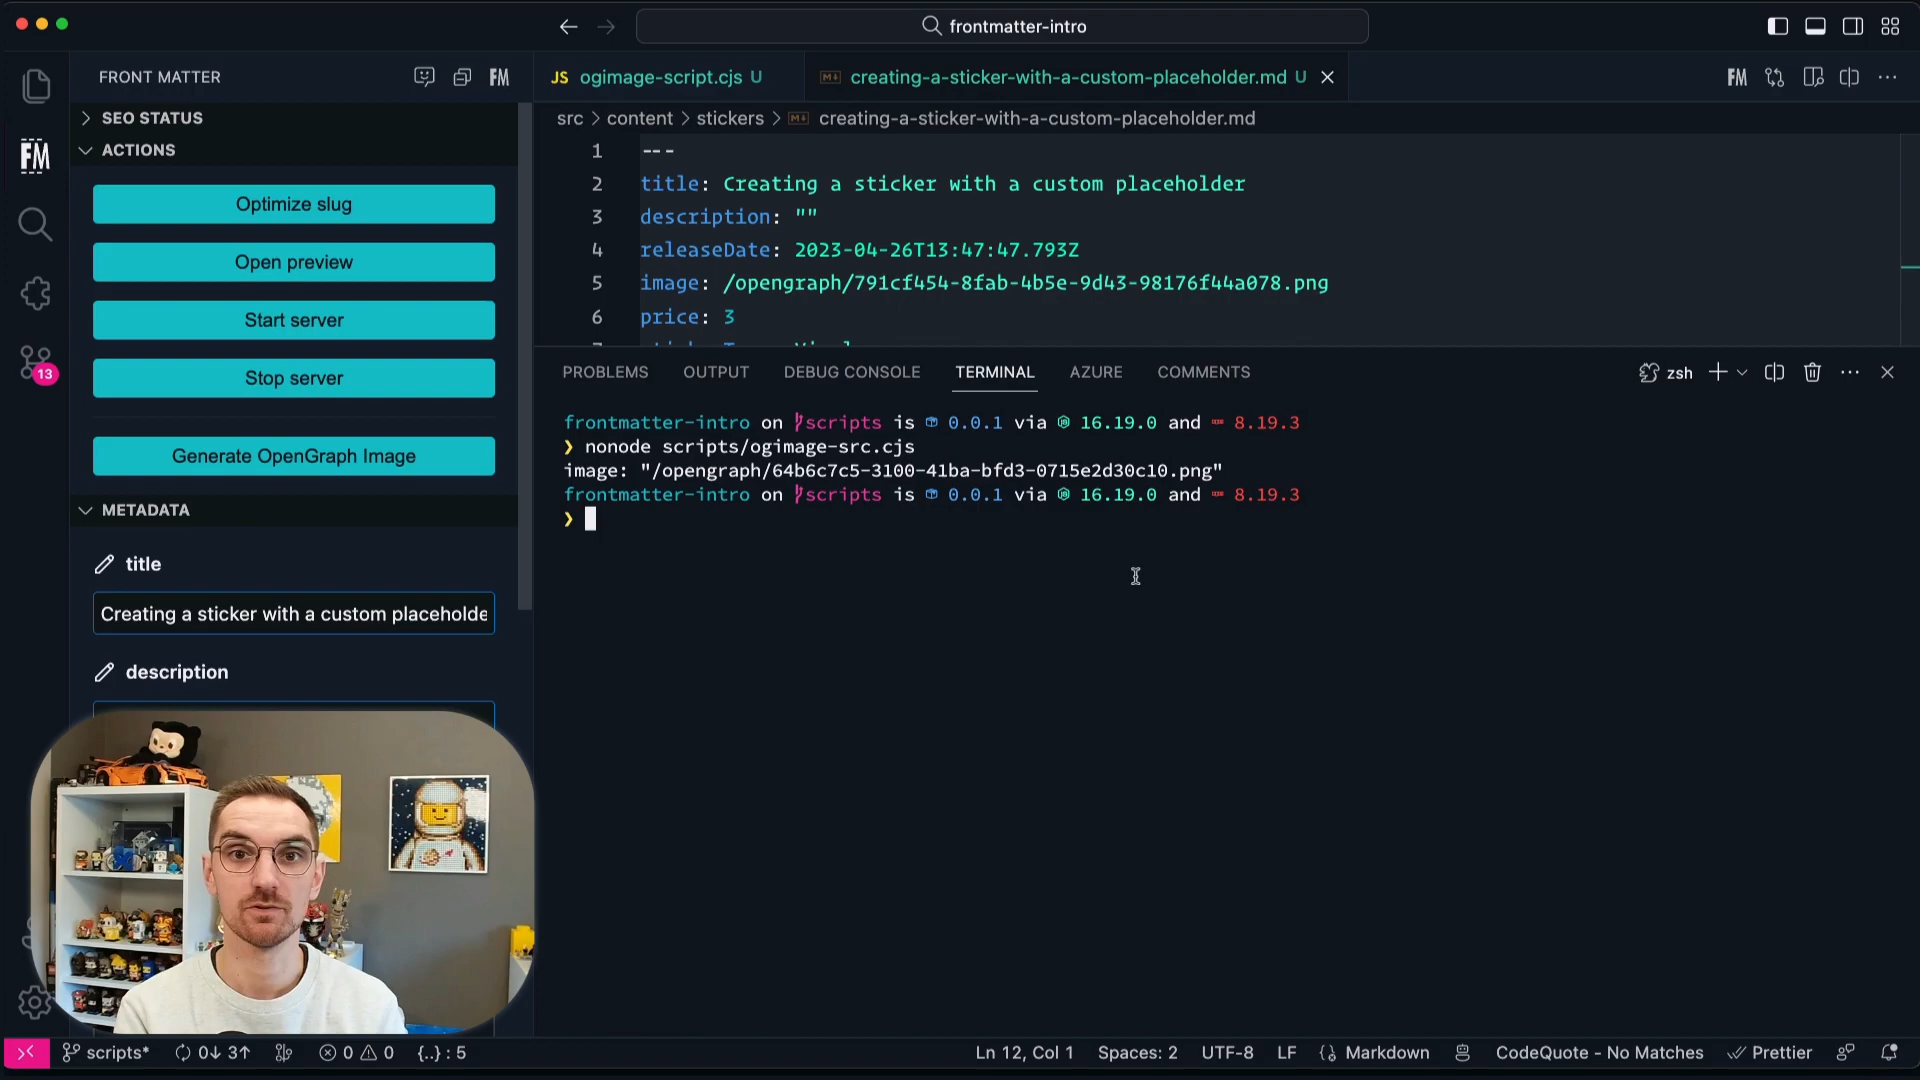 frontmatter-intro
FRONT MATTER
FM
SEO STATUS
ACTIONS
Optimize slug
Open preview
Start server
Stop server
Generate OpenGraph Image
METADATA
title
Creating a sticker with a custom placeholde
description
FM
13
JS ogimage-script.cjs U
creating-a-sticker-with-a-custom-placeholder.md U
FM
src > content > stickers > creating-a-sticker-with-a-custom-placeholder.md
1 ---
2 title: Creating a sticker with a custom placeholder
3 description: ""
4 releaseDate: 2023-04-26T13:47:47.793Z
5 image: /opengraph/791cf454-8fab-4b5e-9d43-98176f44a078.png
6 price: 3
PROBLEMS OUTPUT DEBUG CONSOLE TERMINAL AZURE COMMENTS
zsh
frontmatter-intro on scripts is 0.0.1 via 16.19.0 and 8.19.3
❯ nonode scripts/ogimage-src.cjs
image: "/opengraph/64b6c7c5-3100-41ba-bfd3-0715e2d30c10.png"
frontmatter-intro on scripts is 0.0.1 via 16.19.0 and 8.19.3
❯
scripts* 0↓ 3↑ 0 0 {..} : 5
Ln 12, Col 1 Spaces: 2 UTF-8 LF Markdown CodeQuote - No Matches Prettier